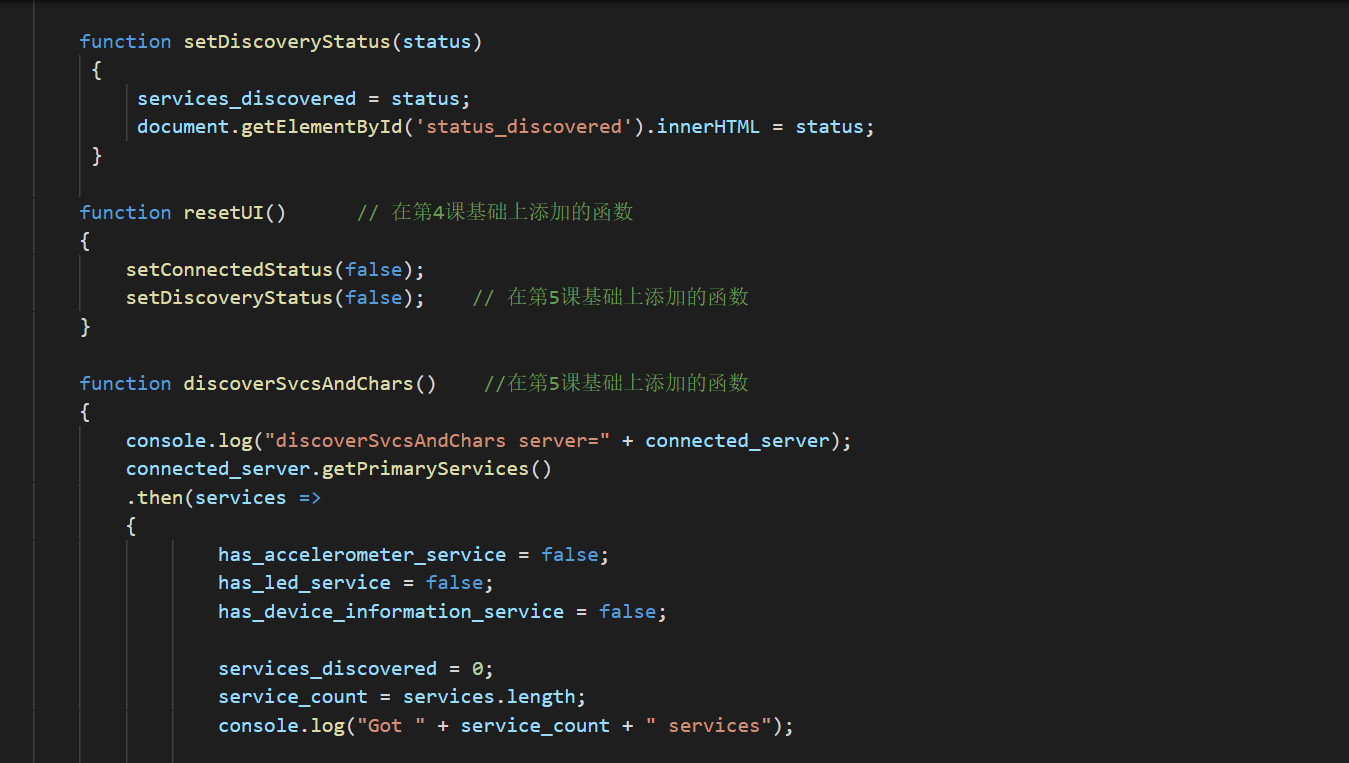 function setDiscoveryStatus(status)
{
services_discovered = status;
document.getElementById('status_discovered').innerHTML = status;
}
function resetUI() // 在第4课基础上添加的函数
{
setConnectedStatus(false);
setDiscoveryStatus(false); // 在第5课基础上添加的函数
}
function discoverSvcsAndChars() //在第5课基础上添加的函数
{
console.log("discoverSvcsAndChars server=" + connected_server);
connected_server.getPrimaryServices()
.then(services =>
{
has_accelerometer_service = false;
has_led_service = false;
has_device_information_service = false;
services_discovered = 0;
service_count = services.length;
console.log("Got " + service_count + " services");